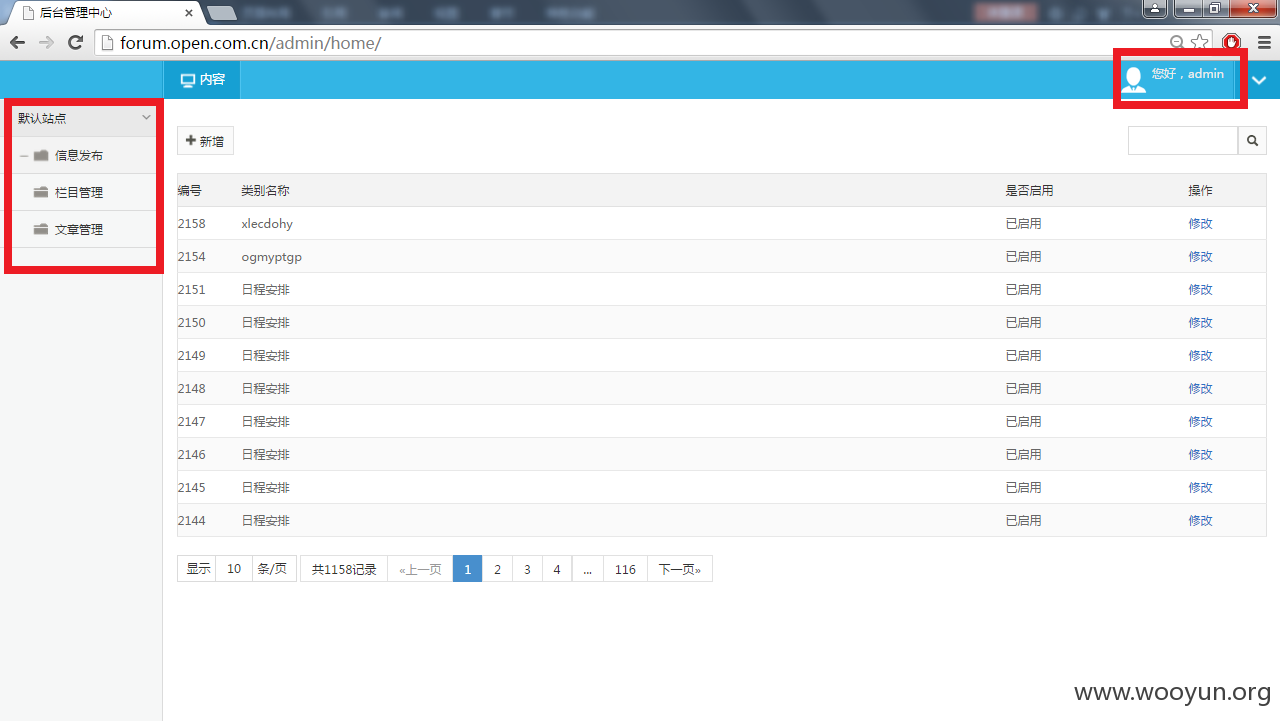 后台管理中心
forum.open.com.cn/admin/home/
内容
您好，admin
默认站点
信息发布
栏目管理
文章管理
新增
编号 类别名称 是否启用 操作
2158 xlecdohy 已启用 修改
2154 ogmyptgp 已启用 修改
2151 日程安排 已启用 修改
2150 日程安排 已启用 修改
2149 日程安排 已启用 修改
2148 日程安排 已启用 修改
2147 日程安排 已启用 修改
2146 日程安排 已启用 修改
2145 日程安排 已启用 修改
2144 日程安排 已启用 修改
显示 10 条/页 共1158记录 «上一页 1 2 3 4 ... 116 下一页»
www.wooyun.org